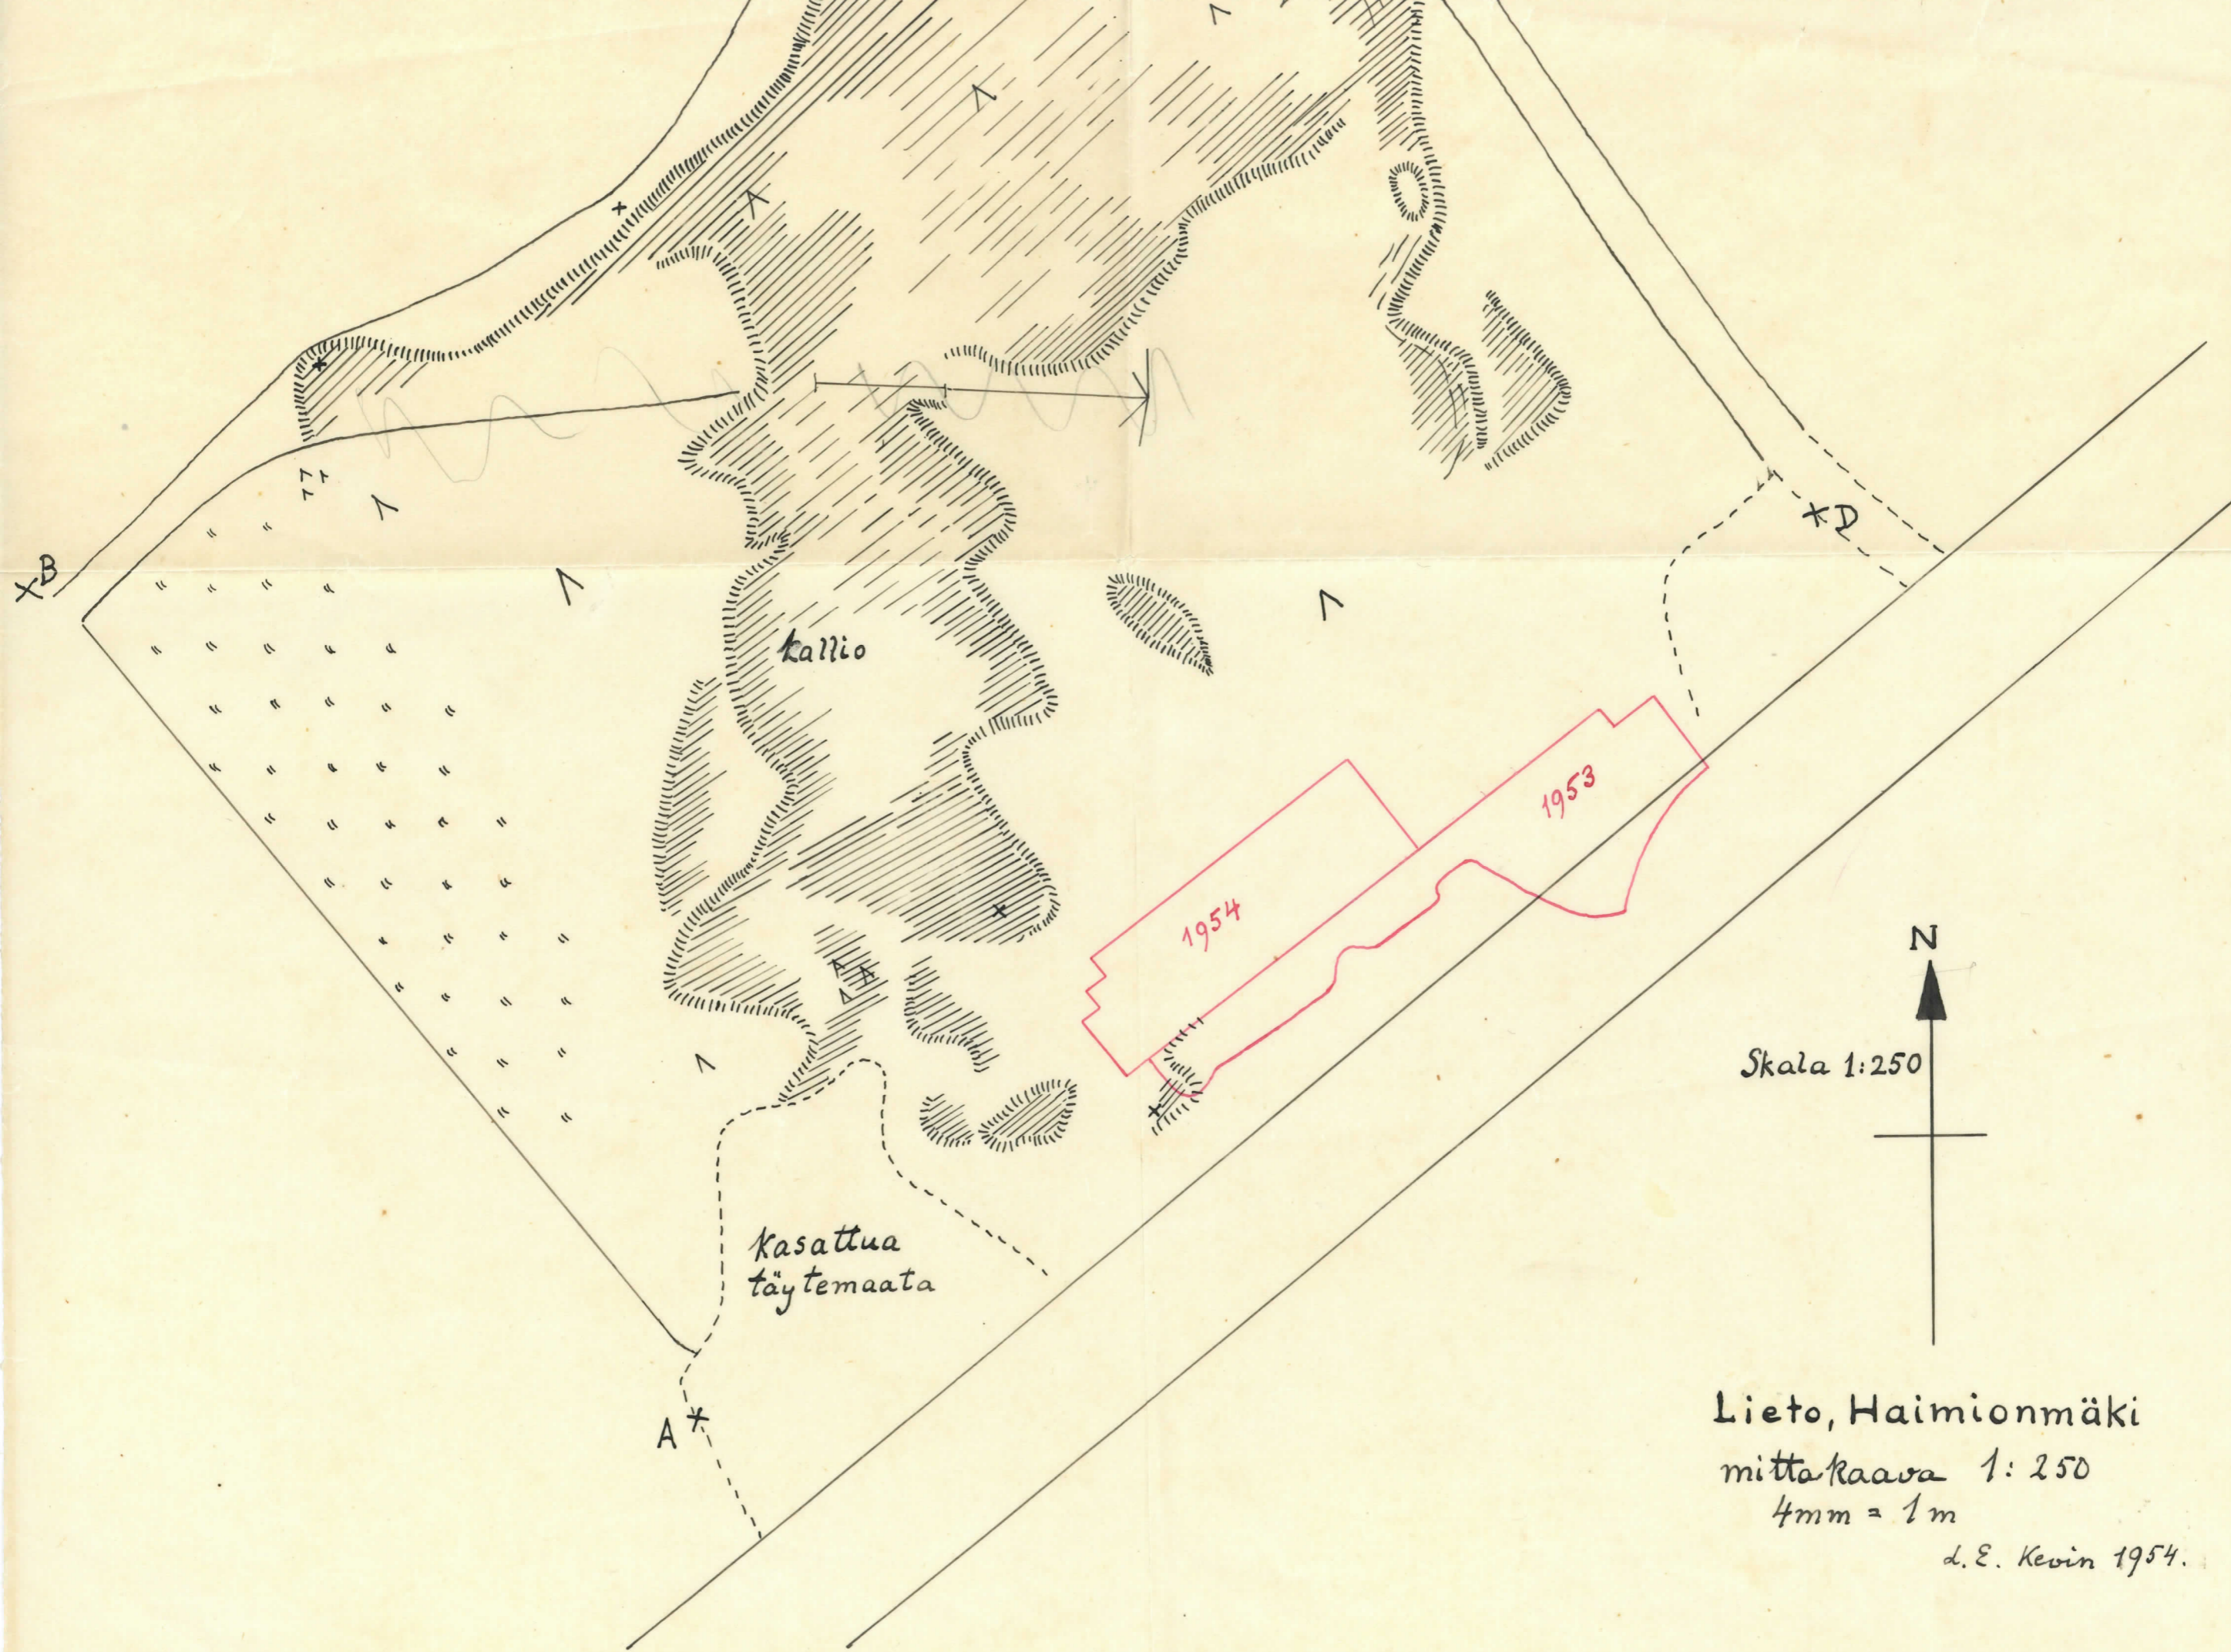 B
D
kallio
1953
1954
N
Skala 1:250
kasattua
täytemaata
A
Lieto, Haimionmäki
mittakaava 1: 250
4mm = 1m
L. E. Kevin 1954.